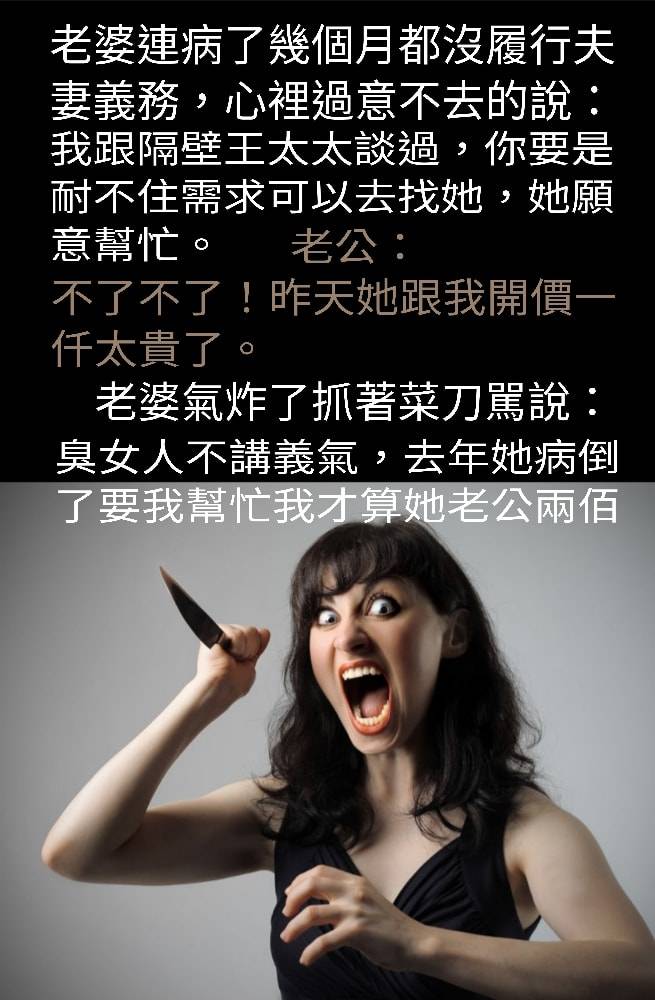 老婆連病了幾個月都沒履行夫
妻義務，心裡過意不去的說：
我跟隔壁王太太談過，你要是
耐不住需求可以去找她，她願
意幫忙。 老公：
不了不了！昨天她跟我開價一
仟太貴了。
老婆氣炸了抓著菜刀罵說：
臭女人不講義氣，去年她病倒
了要我幫忙我才算她老公兩佰